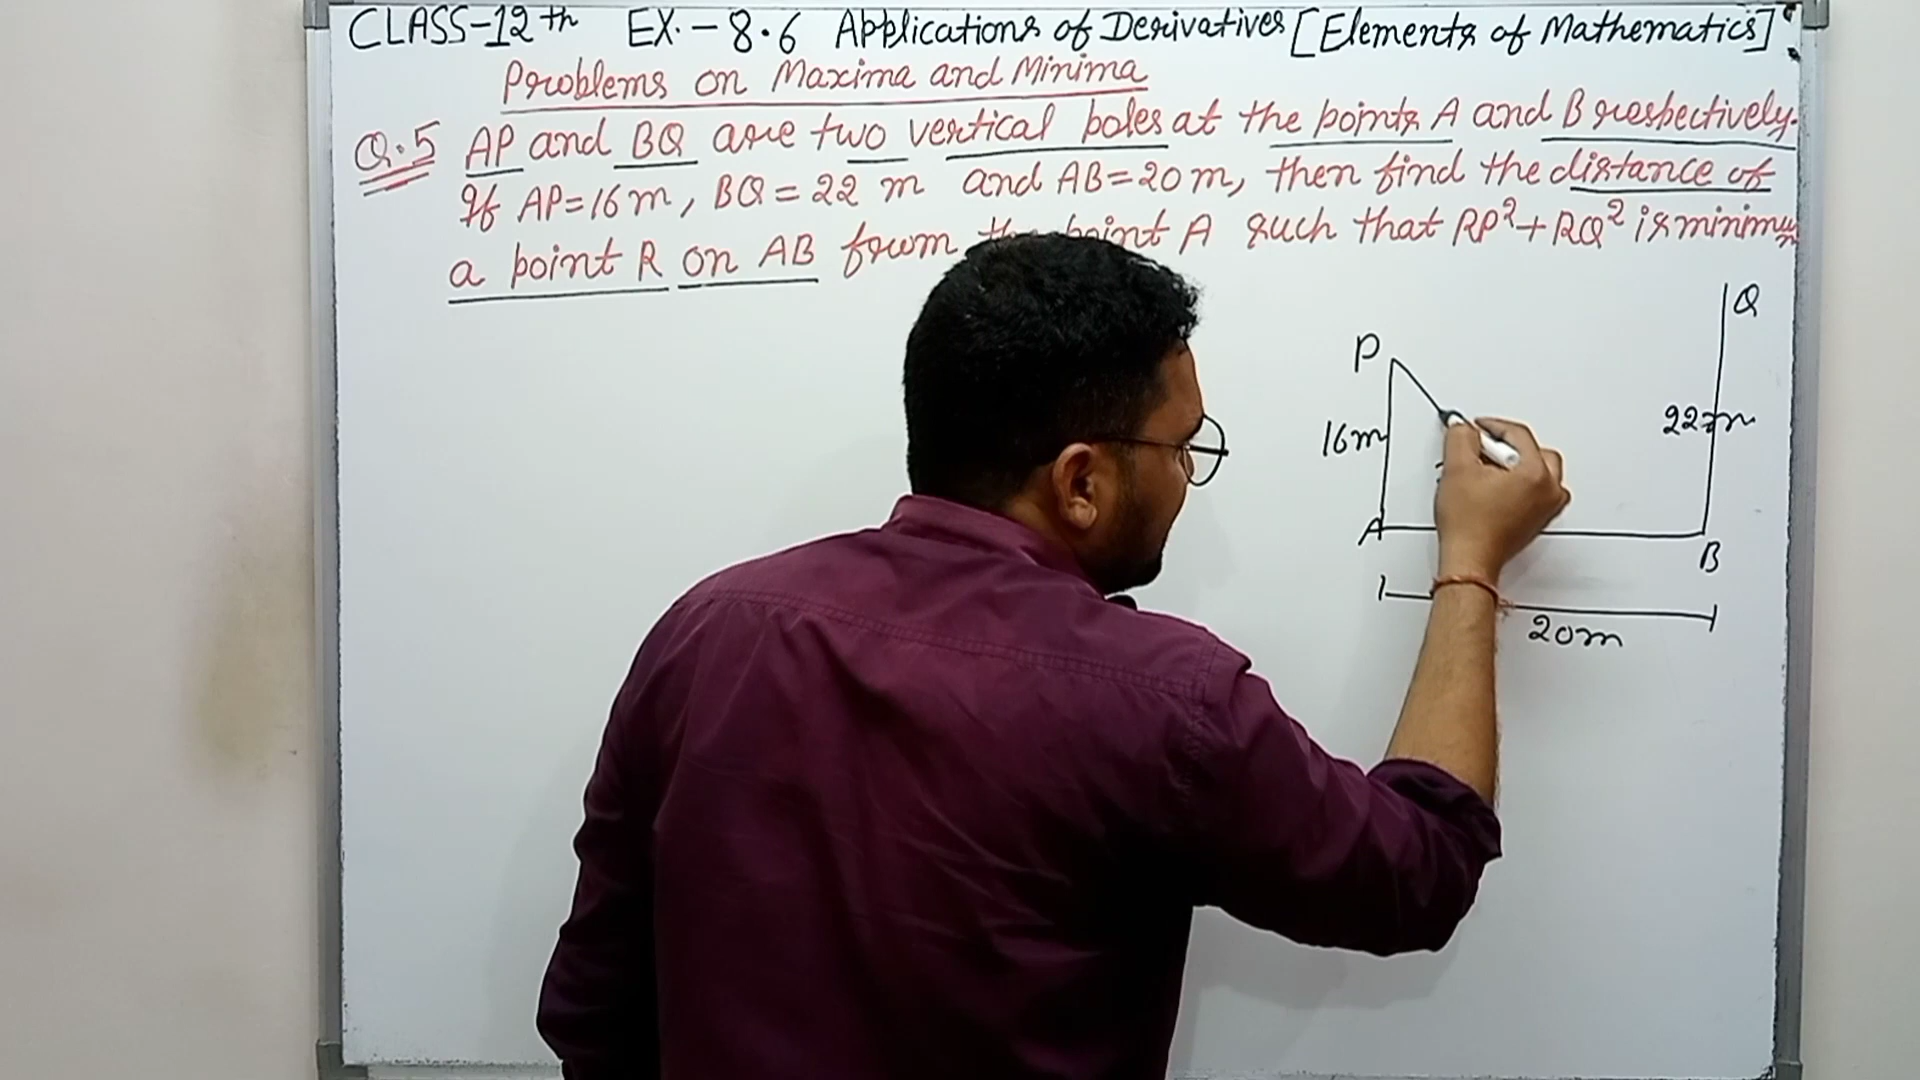 CLASS-12th EX.-8.6 Applications of Derivatives [Elements of Mathematics]
Problems on Maxima and Minima
Q.5 AP and BQ are two vertical poles at the points A and B respectively.
If AP=16m, BQ=22 m and AB=20m, then find the distance of
a point R on AB from the point A such that RP²+RQ² is minimum
Q
P
16m
22m
A
B
20m